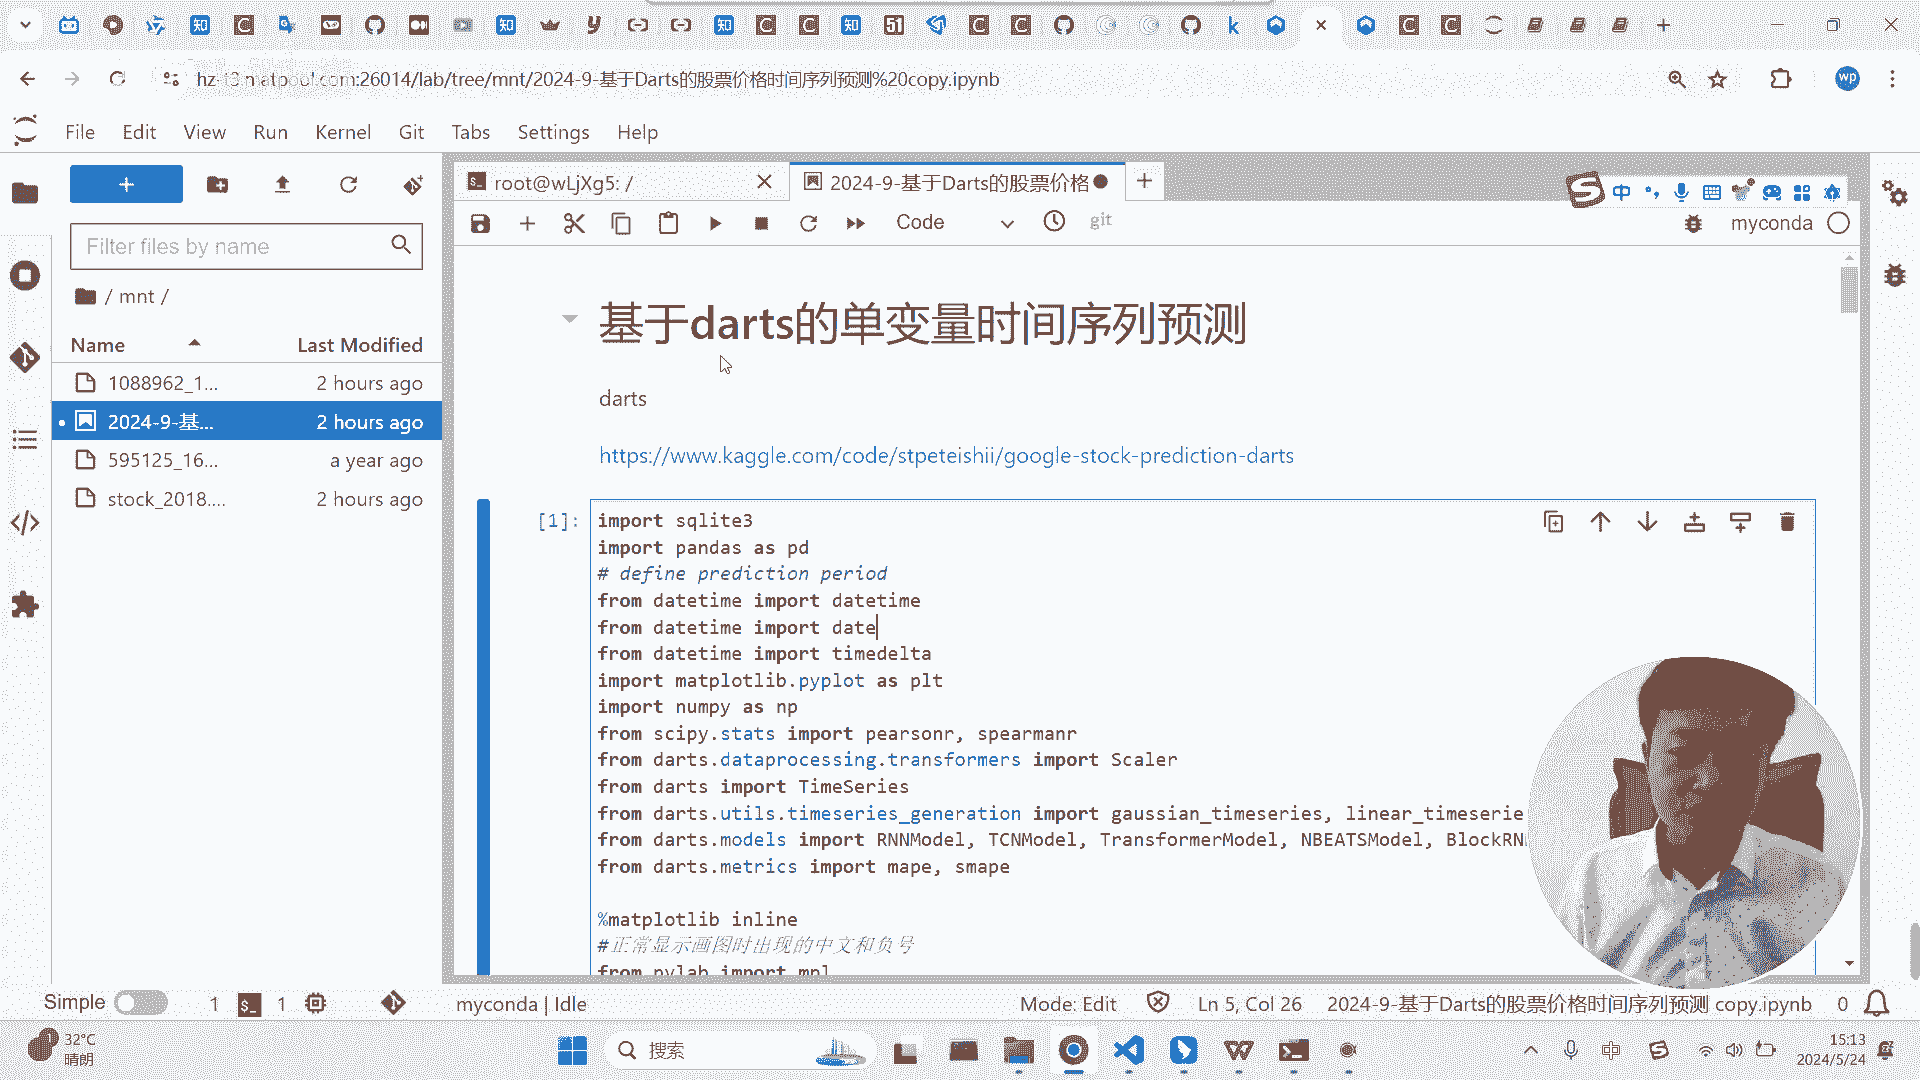 hz-t3.matpool.com:26014/lab/tree/mnt/2024-9-基于Darts的股票价格时间序列预测%20copy.ipynb
wp
File Edit View Run Kernel Git Tabs Settings Help
root@wLjXg5: /
2024-9-基于Darts的股票价格
中
Filter files by name
Code
git
myconda
/ mnt /
Name Last Modified
1088962_1... 2 hours ago
2024-9-基... 2 hours ago
595125_16... a year ago
stock_2018.... 2 hours ago
基于darts的单变量时间序列预测
darts
https://www.kaggle.com/code/stpeteishii/google-stock-prediction-darts
[1]:
import sqlite3
import pandas as pd
# define prediction period
from datetime import datetime
from datetime import date
from datetime import timedelta
import matplotlib.pyplot as plt
import numpy as np
from scipy.stats import pearsonr, spearmanr
from darts.dataprocessing.transformers import Scaler
from darts import TimeSeries
from darts.utils.timeseries_generation import gaussian_timeseries, linear_timeserie
from darts.models import RNNModel, TCNModel, TransformerModel, NBEATSModel, BlockRN
from darts.metrics import mape, smape
%matplotlib inline
#正常显示画图时出现的中文和负号
from pylab import mpl
Simple 1 1 myconda | Idle Mode: Edit Ln 5, Col 26 2024-9-基于Darts的股票价格时间序列预测 copy.ipynb 0
32°C
晴朗
搜索
中
15:13
2024/5/24